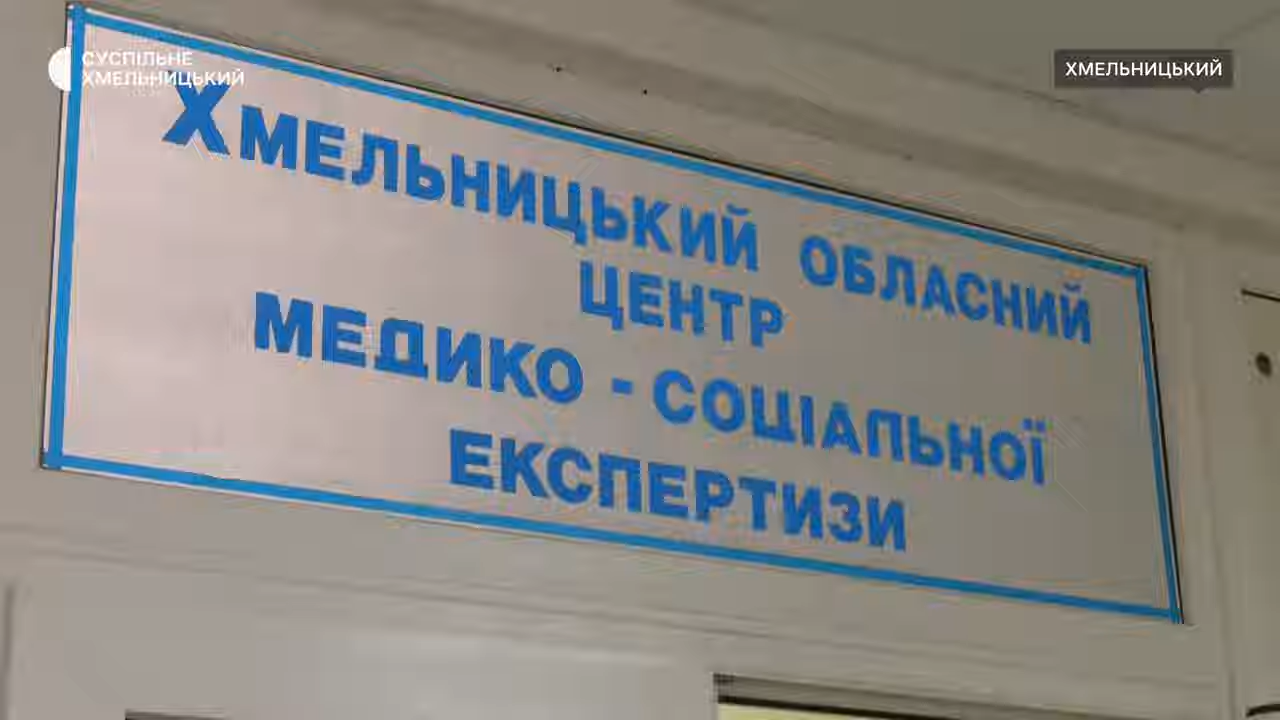 СУСПІЛЬНЕ
ХМЕЛЬНИЦЬКИЙ
ХМЕЛЬНИЦЬКИЙ
ХМЕЛЬНИЦЬКИЙ ОБЛАСНИЙ
ЦЕНТР
МЕДИКО - СОЦІАЛЬНОЇ
ЕКСПЕРТИЗИ